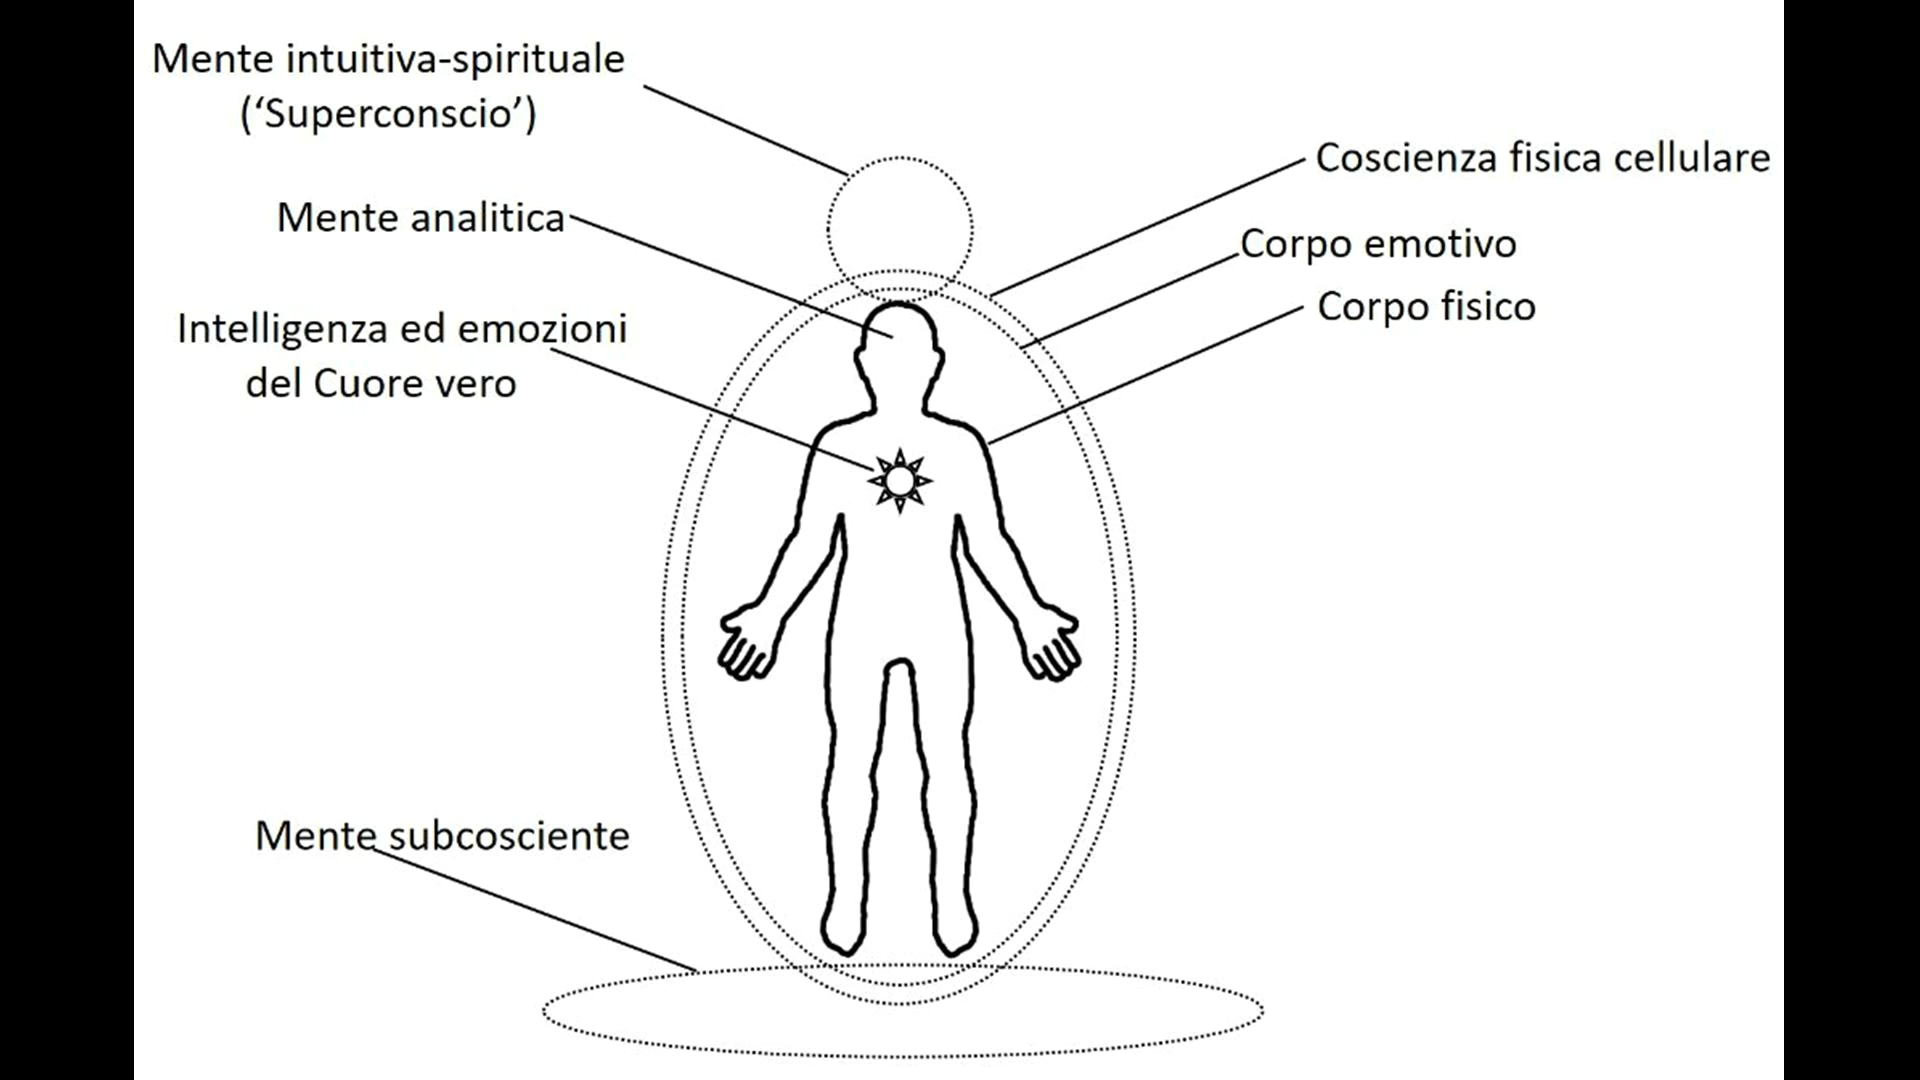 Mente intuitiva-spirituale
(‘Superconscio’)
Mente analitica
Intelligenza ed emozioni
del Cuore vero
Mente subcosciente
Coscienza fisica cellulare
Corpo emotivo
Corpo fisico